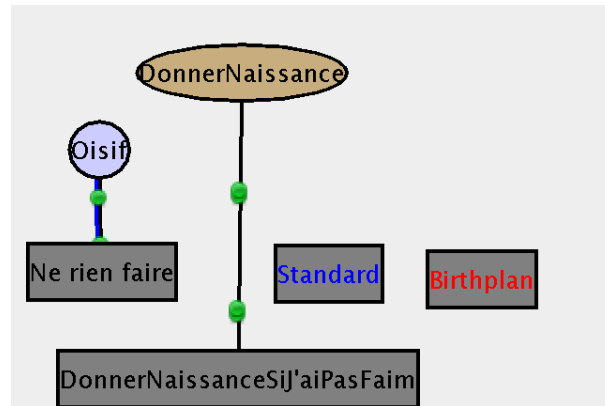 DonnerNaissance
Oisif
Ne rien faire
Standard
Birthplan
DonnerNaissanceSiJ'aiPasFaim